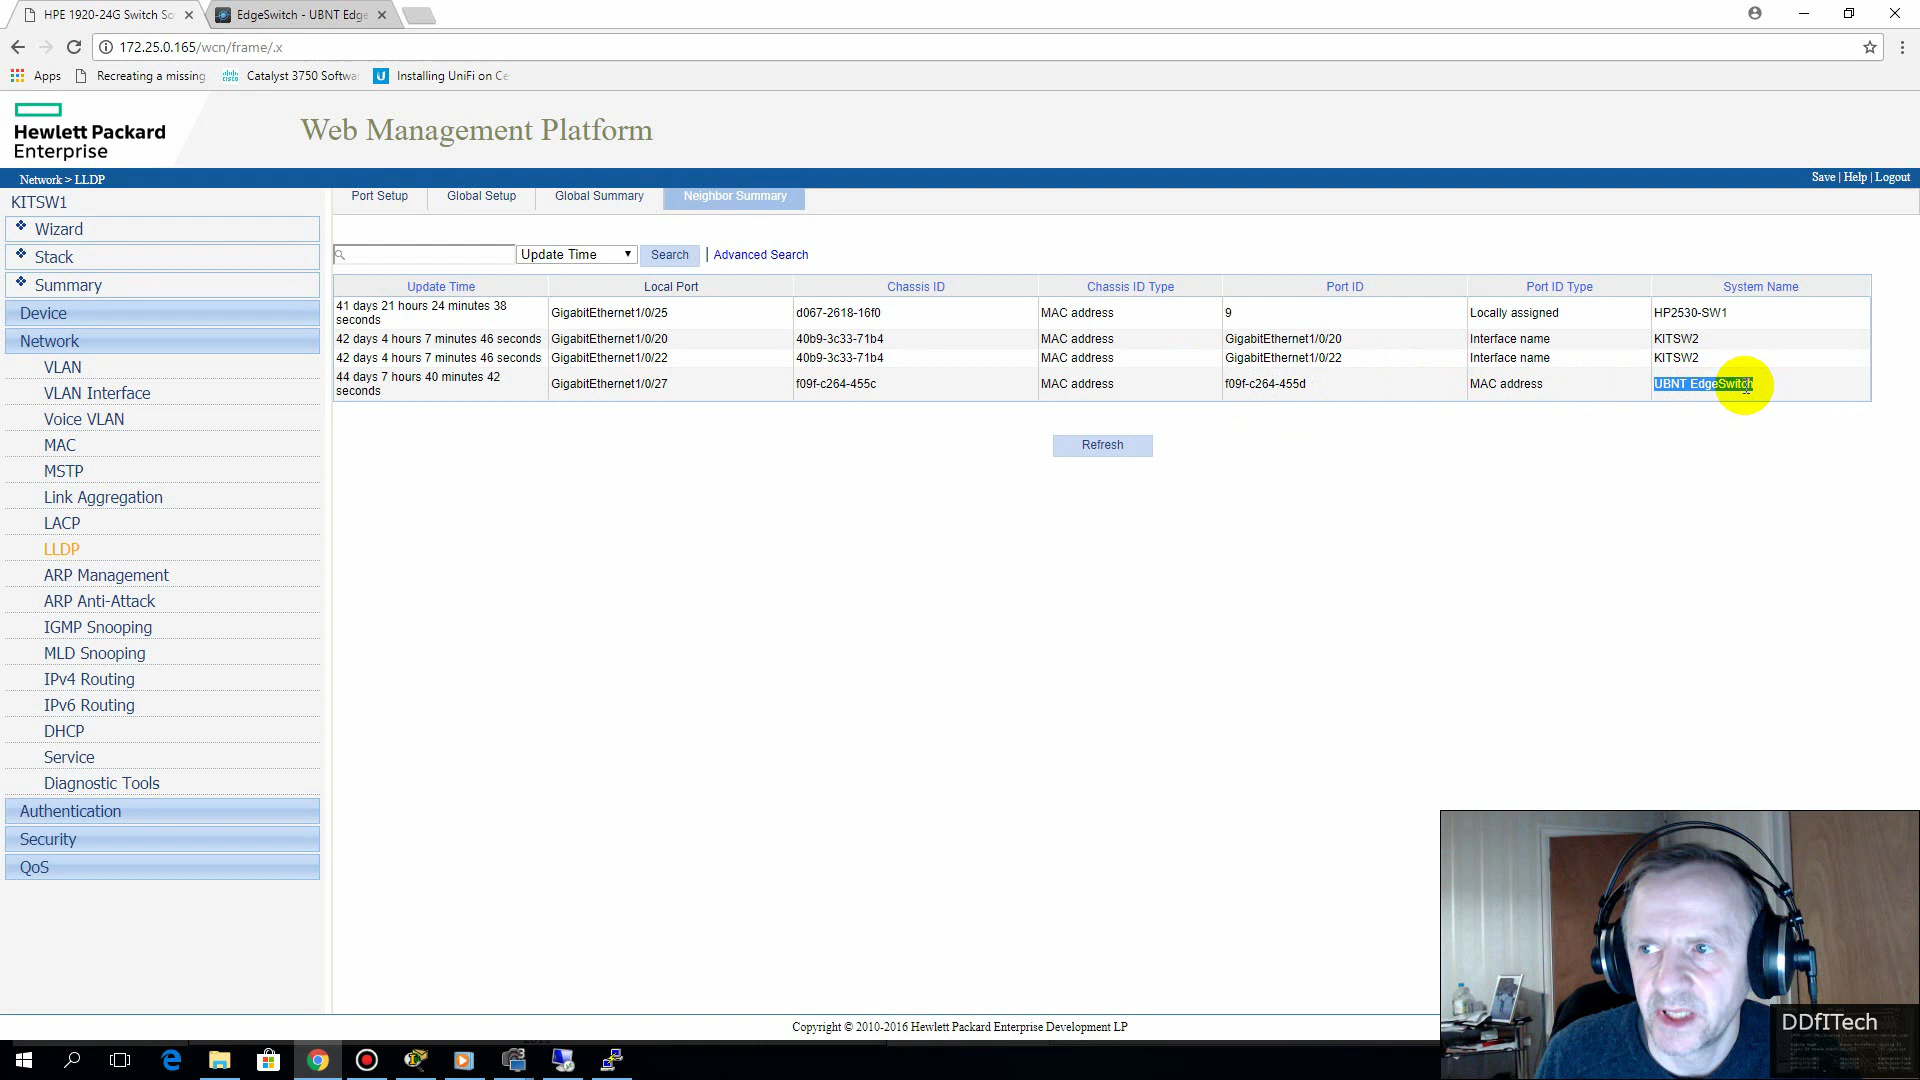 HPE 1920-24G Switch So
EdgeSwitch - UBNT Edge
172.25.0.165/wcn/frame/.x
Apps
Recreating a missing
Catalyst 3750 Softwa
Installing UniFi on Ce
Hewlett Packard
Enterprise
Web Management Platform
Network > LLDP
Save | Help | Logout
KITSW1
Wizard
Stack
Summary
Device
Network
VLAN
VLAN Interface
Voice VLAN
MAC
MSTP
Link Aggregation
LACP
LLDP
ARP Management
ARP Anti-Attack
IGMP Snooping
MLD Snooping
IPv4 Routing
IPv6 Routing
DHCP
Service
Diagnostic Tools
Authentication
Security
QoS
Port Setup Global Setup Global Summary Neighbor Summary
Update Time Search | Advanced Search
Update Time Local Port Chassis ID Chassis ID Type Port ID Port ID Type System Name
41 days 21 hours 24 minutes 38
seconds
GigabitEthernet1/0/25 d067-2618-16f0 MAC address 9 Locally assigned HP2530-SW1
42 days 4 hours 7 minutes 46 seconds GigabitEthernet1/0/20 40b9-3c33-71b4 MAC address GigabitEthernet1/0/20 Interface name KITSW2
42 days 4 hours 7 minutes 46 seconds GigabitEthernet1/0/22 40b9-3c33-71b4 MAC address GigabitEthernet1/0/22 Interface name KITSW2
44 days 7 hours 40 minutes 42
seconds
GigabitEthernet1/0/27 f09f-c264-455c MAC address f09f-c264-455d MAC address UBNT EdgeSwitch
Refresh
Copyright © 2010-2016 Hewlett Packard Enterprise Development LP
DDfITech